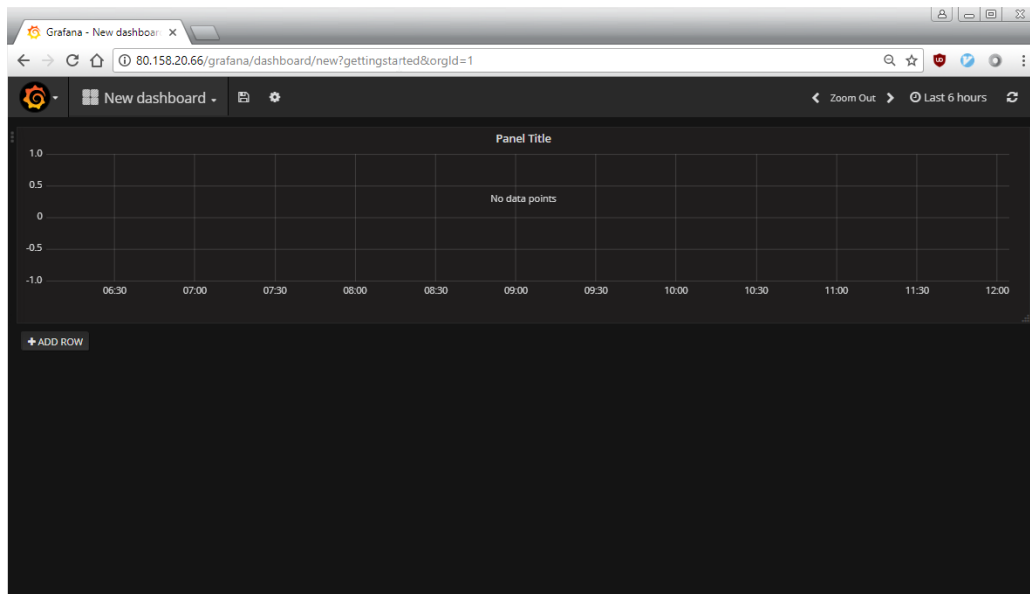 Grafana - New dashboar
80.158.20.66/grafana/dashboard/new?gettingstarted&orgId=1
New dashboard
Zoom Out
Last 6 hours
Panel Title
1.0
0.5
No data points
0
-0.5
-1.0
06:30 07:00 07:30 08:00 08:30 09:00 09:30 10:00 10:30 11:00 11:30 12:00
+ ADD ROW